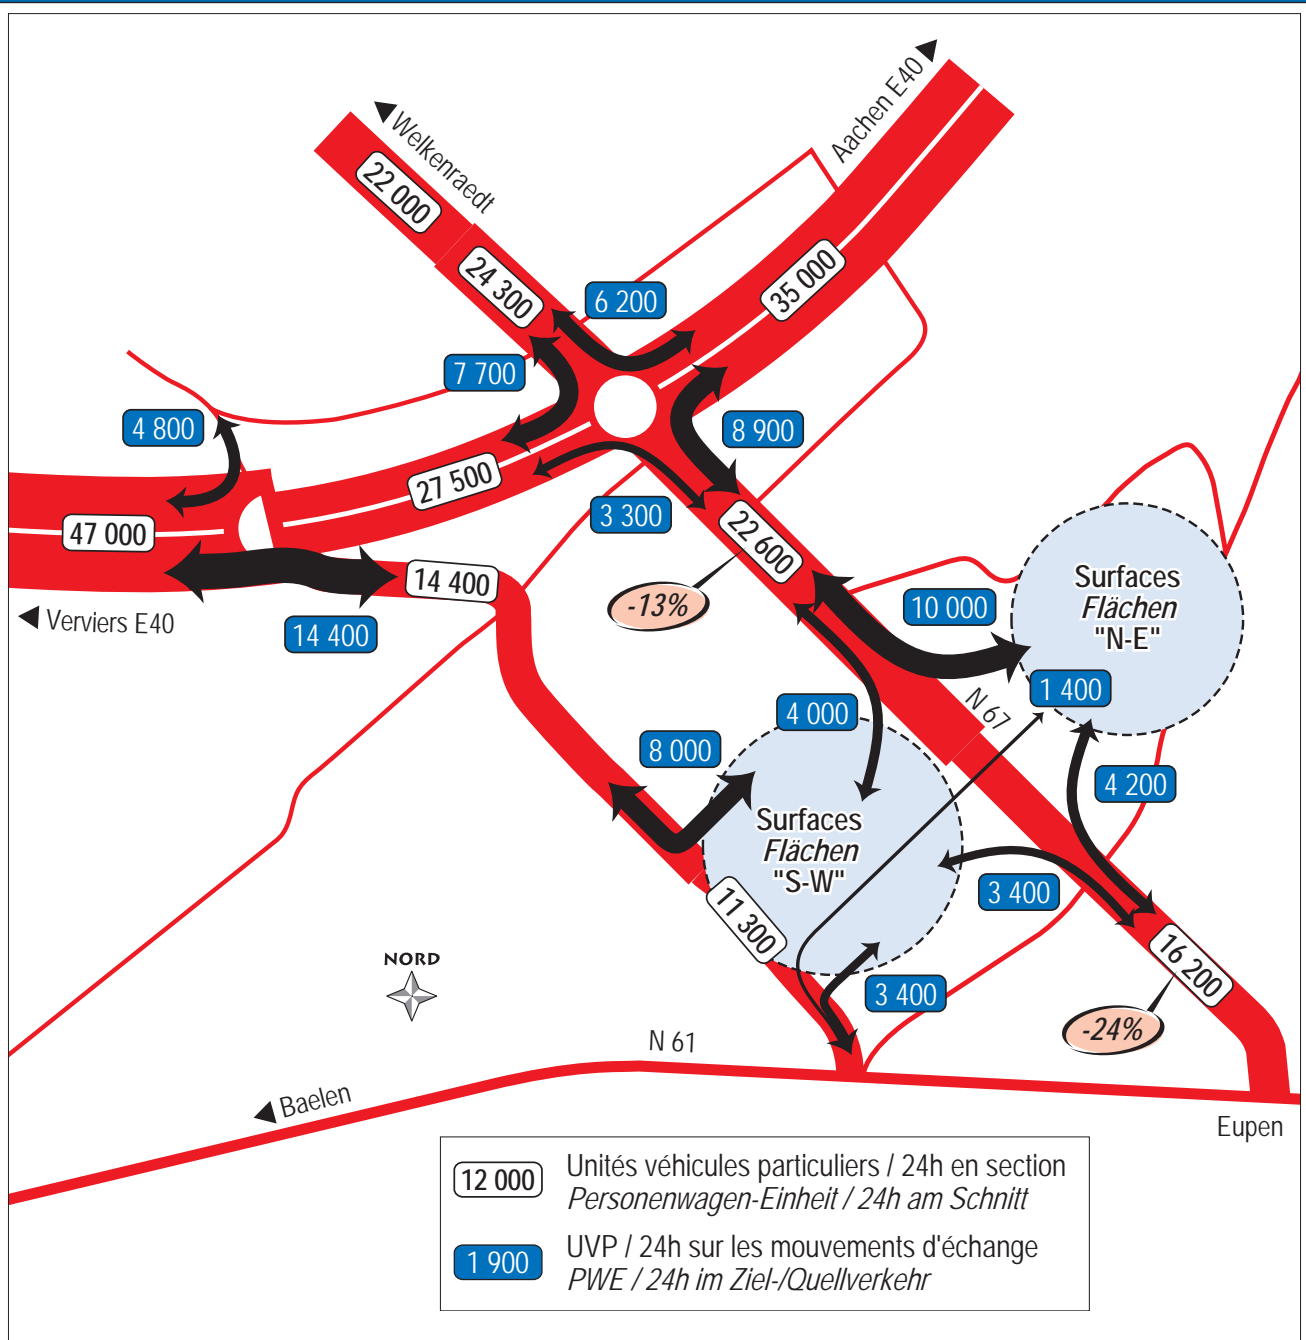 Aachen E40
Welkenraedt
22 000
24 300
6 200
35 000
7 700
4 800
8 900
27 500
3 300
47 000
22 600
14 400
-13%
10 000
Surfaces
Flächen
"N-E"
Verviers E40
14 400
1 400
N 67
4 000
8 000
4 200
Surfaces
Flächen
"S-W"
3 400
11 300
16 200
NORD
3 400
-24%
N 61
Baelen
Eupen
12 000
Unités véhicules particuliers / 24h en section
Personenwagen-Einheit / 24h am Schnitt
1 900
UVP / 24h sur les mouvements d'échange
PWE / 24h im Ziel-/Quellverkehr